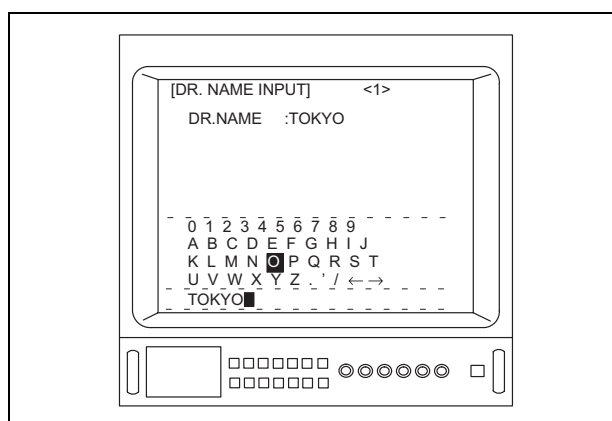 [DR. NAME INPUT] <1>
DR.NAME :TOKYO
0 1 2 3 4 5 6 7 8 9
A B C D E F G H I J
K L M N O P Q R S T
U V W X Y Z . ' / ← →
TOKYO